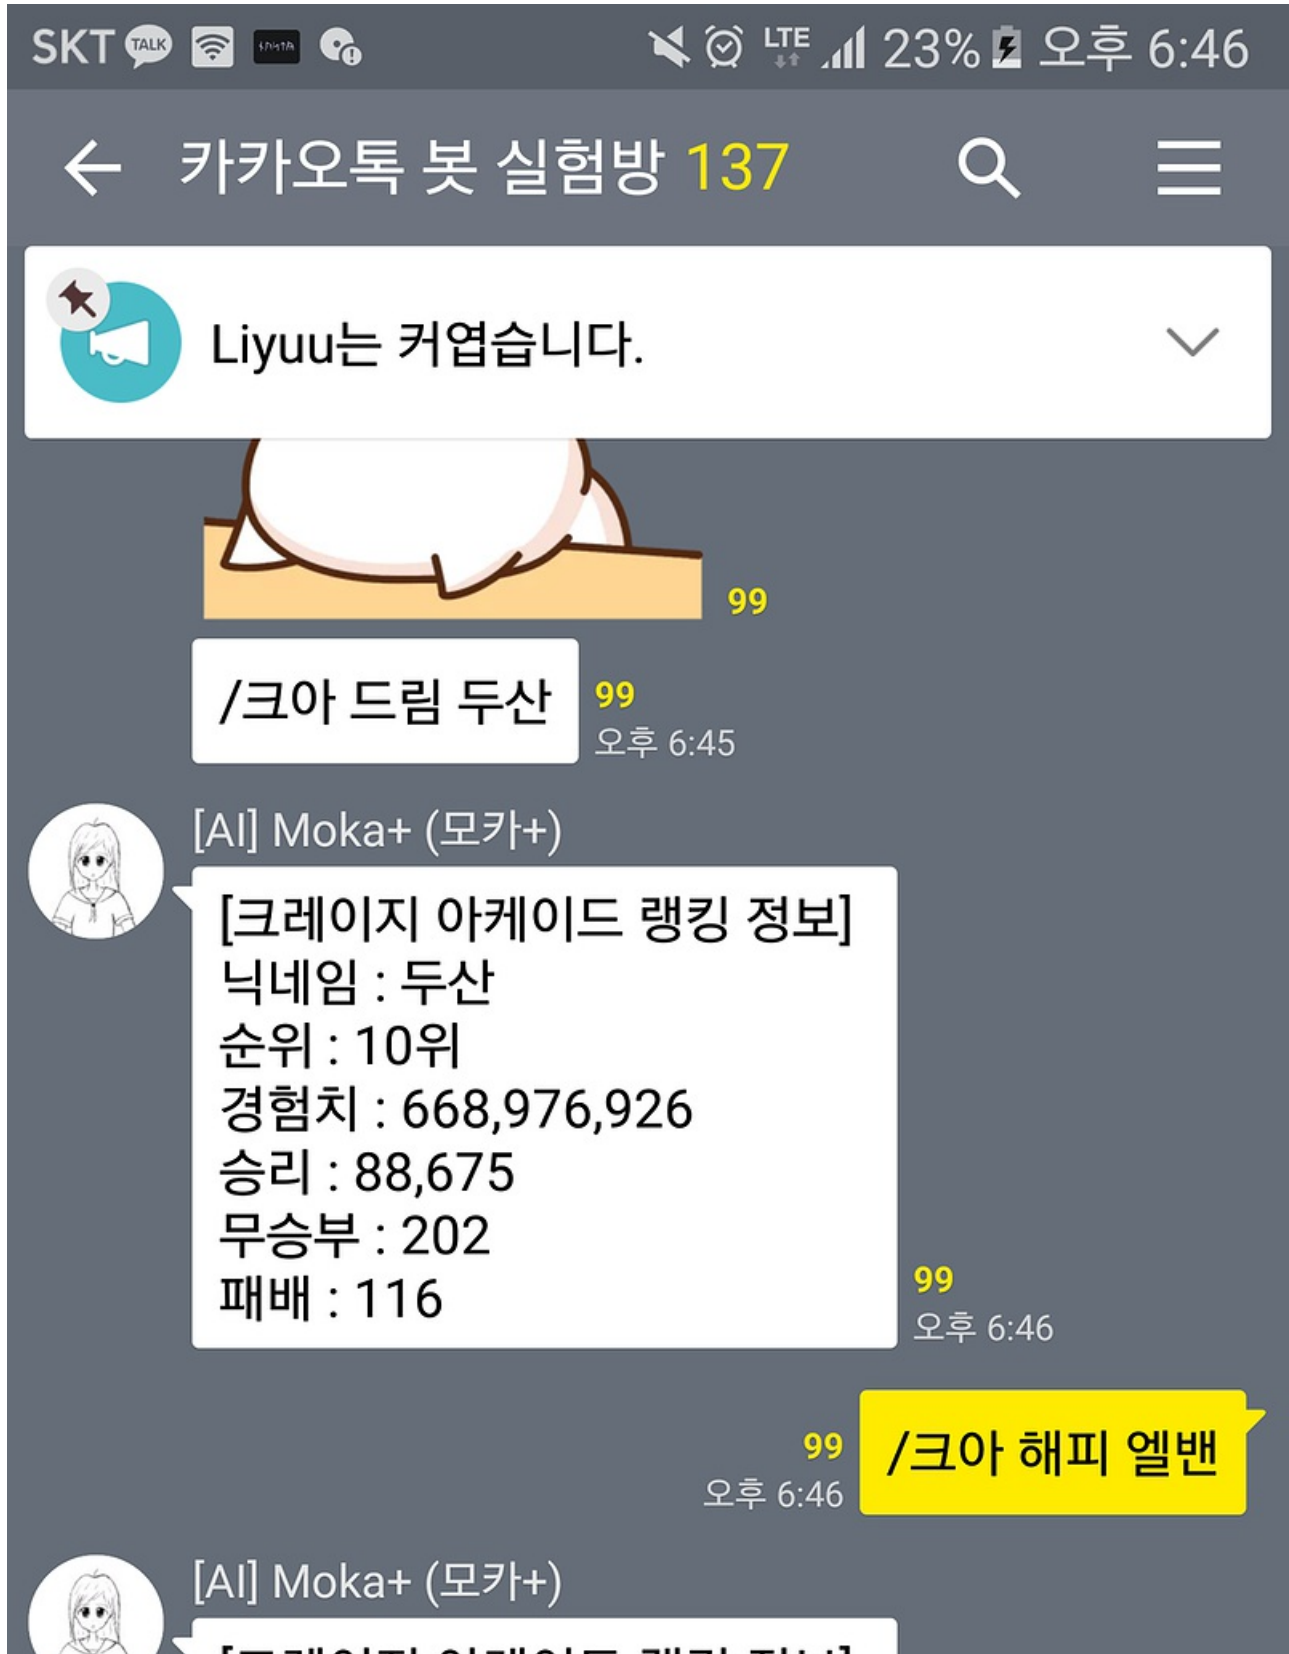 SKT TALK LTE 23% 오후 6:46
카카오톡 봇 실험방 137
Liyuu는 커엽습니다.
99
/크아 드림 두산
99
오후 6:45
[AI] Moka+ (모카+)
[크레이지 아케이드 랭킹 정보]
닉네임 : 두산
순위 : 10위
경험치 : 668,976,926
승리 : 88,675
무승부 : 202
패배 : 116
99
오후 6:46
/크아 해피 엘밴
99
오후 6:46
[AI] Moka+ (모카+)